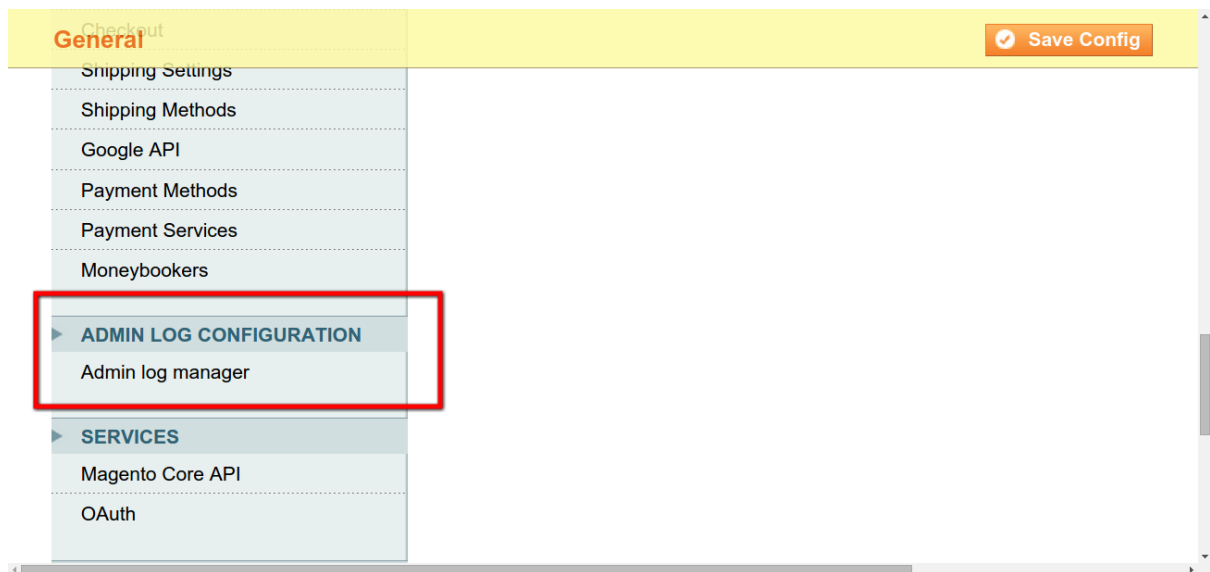 Checkout
General
Save Config
Shipping Settings
Shipping Methods
Google API
Payment Methods
Payment Services
Moneybookers
ADMIN LOG CONFIGURATION
Admin log manager
SERVICES
Magento Core API
OAuth